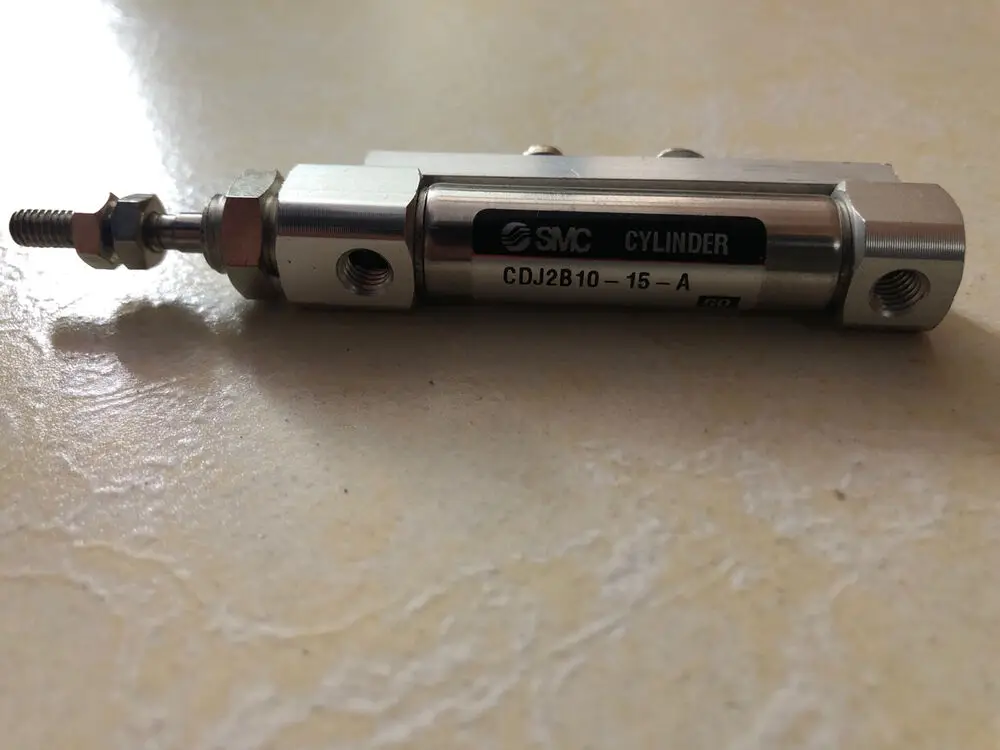 SMC CYLINDER
CDJ2B10-15-A